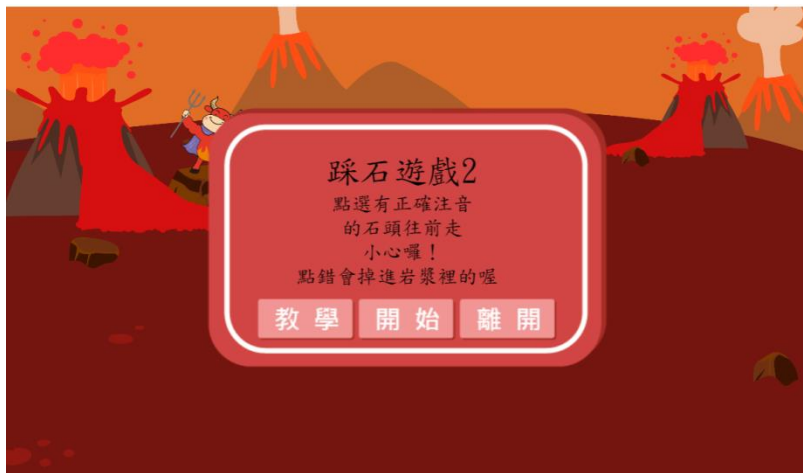 踩石遊戲2
點選有正確注音
的石頭往前走
小心囉！
點錯會掉進岩漿裡的喔
教學 開始 離開